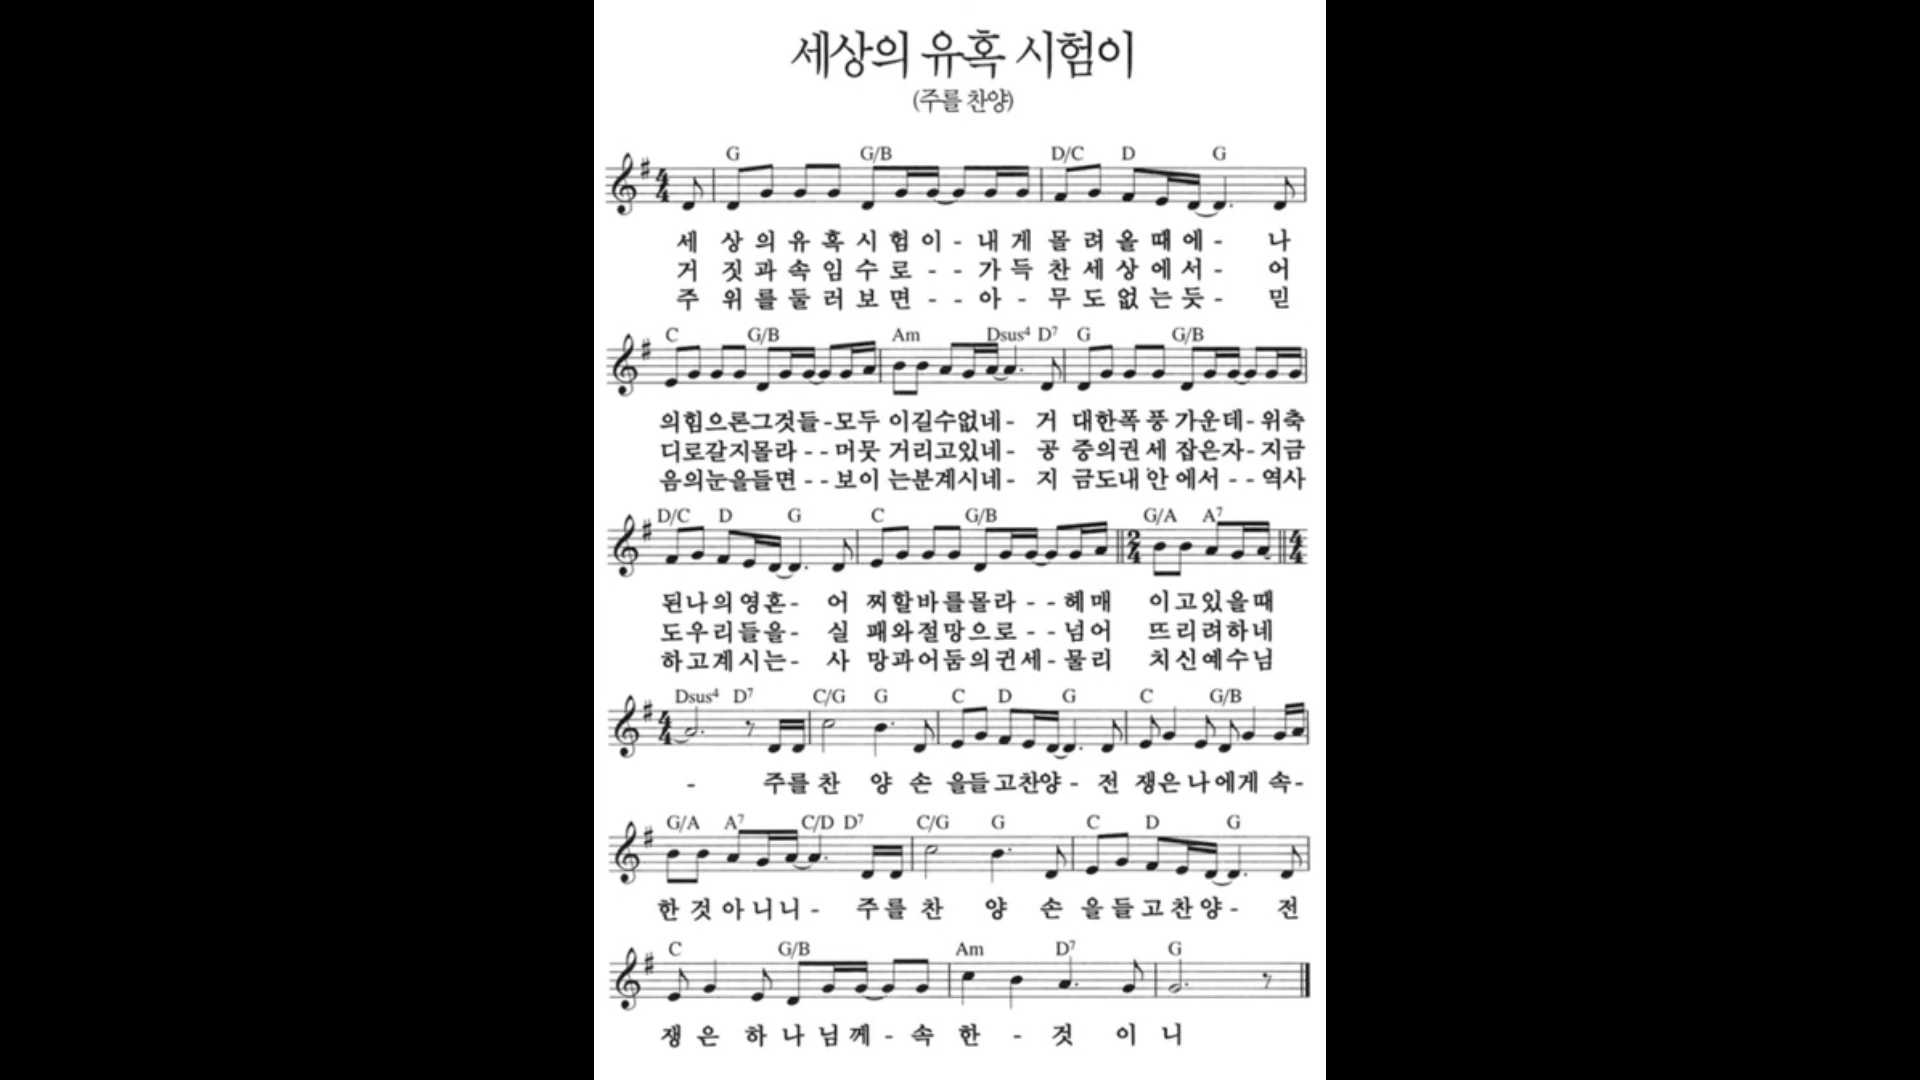 세상의 유혹 시험이
(주를 찬양)
G G/B D/C D G
세 상 의 유 혹 시 험 이 - 내 게 몰 려 올 때 에 - 나
거 짓 과 속 임 수 로 - - 가 득 찬 세 상 에 서 - 어
주 위 를 둘 러 보 면 - - 아 - 무 도 없 는 듯 - 믿
C G/B Am Dsus4 D7 G G/B
의힘으론그것들-모두 이길수없네- 거 대한폭 풍 가운데-위축
디로갈지몰라--머뭇 거리고있네- 공 중의권 세 잡은자-지금
음의눈을들면--보이 는분계시네- 지 금도내 안 에서--역사
D/C D G C G/B G/A A7
된나의영혼- 어 찌할바를몰라--헤매 이고있을때
도우리들을- 실 패와절망으로--넘어 뜨리려하네
하고계시는- 사 망과어둠의권세-물리 치신예수님
Dsus4 D7 C/G G C D G C G/B
- 주를 찬 양 손 을들고찬양- 전 쟁은나에게 속-
G/A A7 C/D D7 C/G G C D G
한 것 아 니 니 - 주 를 찬 양 손 을 들 고 찬 양 - 전
C G/B Am D7 G
쟁 은 하 나 님 께 - 속 한 - 것 이 니